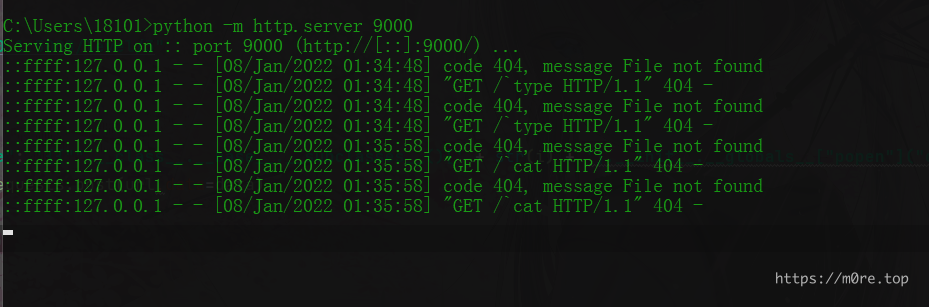 C:\Users\18101>python -m http.server 9000
Serving HTTP on :: port 9000 (http://[::]:9000/) ...
::ffff:127.0.0.1 - - [08/Jan/2022 01:34:48] code 404, message File not found
::ffff:127.0.0.1 - - [08/Jan/2022 01:34:48] "GET /`type HTTP/1.1" 404 -
::ffff:127.0.0.1 - - [08/Jan/2022 01:34:48] code 404, message File not found
::ffff:127.0.0.1 - - [08/Jan/2022 01:34:48] "GET /`type HTTP/1.1" 404 -
::ffff:127.0.0.1 - - [08/Jan/2022 01:35:58] code 404, message File not found
::ffff:127.0.0.1 - - [08/Jan/2022 01:35:58] "GET /`cat HTTP/1.1" 404 -
::ffff:127.0.0.1 - - [08/Jan/2022 01:35:58] code 404, message File not found
::ffff:127.0.0.1 - - [08/Jan/2022 01:35:58] "GET /`cat HTTP/1.1" 404 -
https://m0re.top